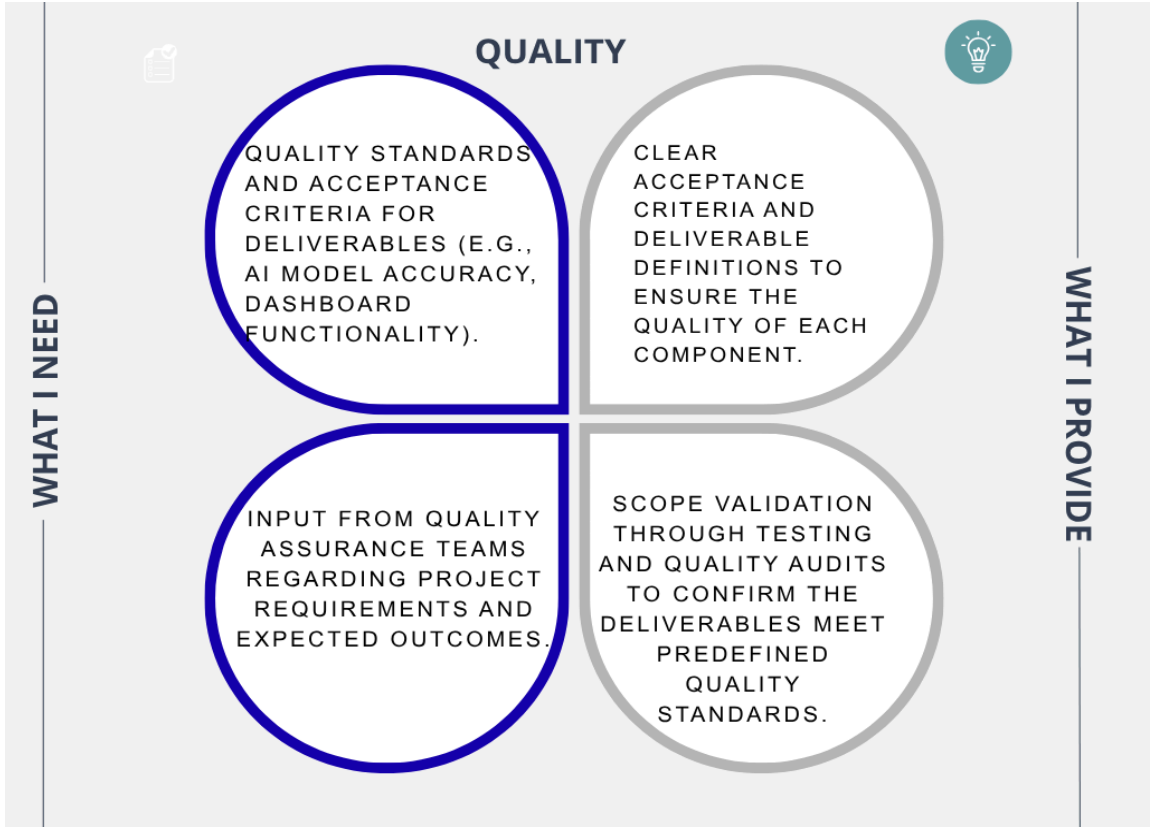 QUALITY
WHAT I NEED
QUALITY STANDARDS
AND ACCEPTANCE
CRITERIA FOR
DELIVERABLES (E.G.,
AI MODEL ACCURACY,
DASHBOARD
FUNCTIONALITY).
INPUT FROM QUALITY
ASSURANCE TEAMS
REGARDING PROJECT
REQUIREMENTS AND
EXPECTED OUTCOMES.
WHAT I PROVIDE
CLEAR
ACCEPTANCE
CRITERIA AND
DELIVERABLE
DEFINITIONS TO
ENSURE THE
QUALITY OF EACH
COMPONENT.
SCOPE VALIDATION
THROUGH TESTING
AND QUALITY AUDITS
TO CONFIRM THE
DELIVERABLES MEET
PREDEFINED
QUALITY
STANDARDS.